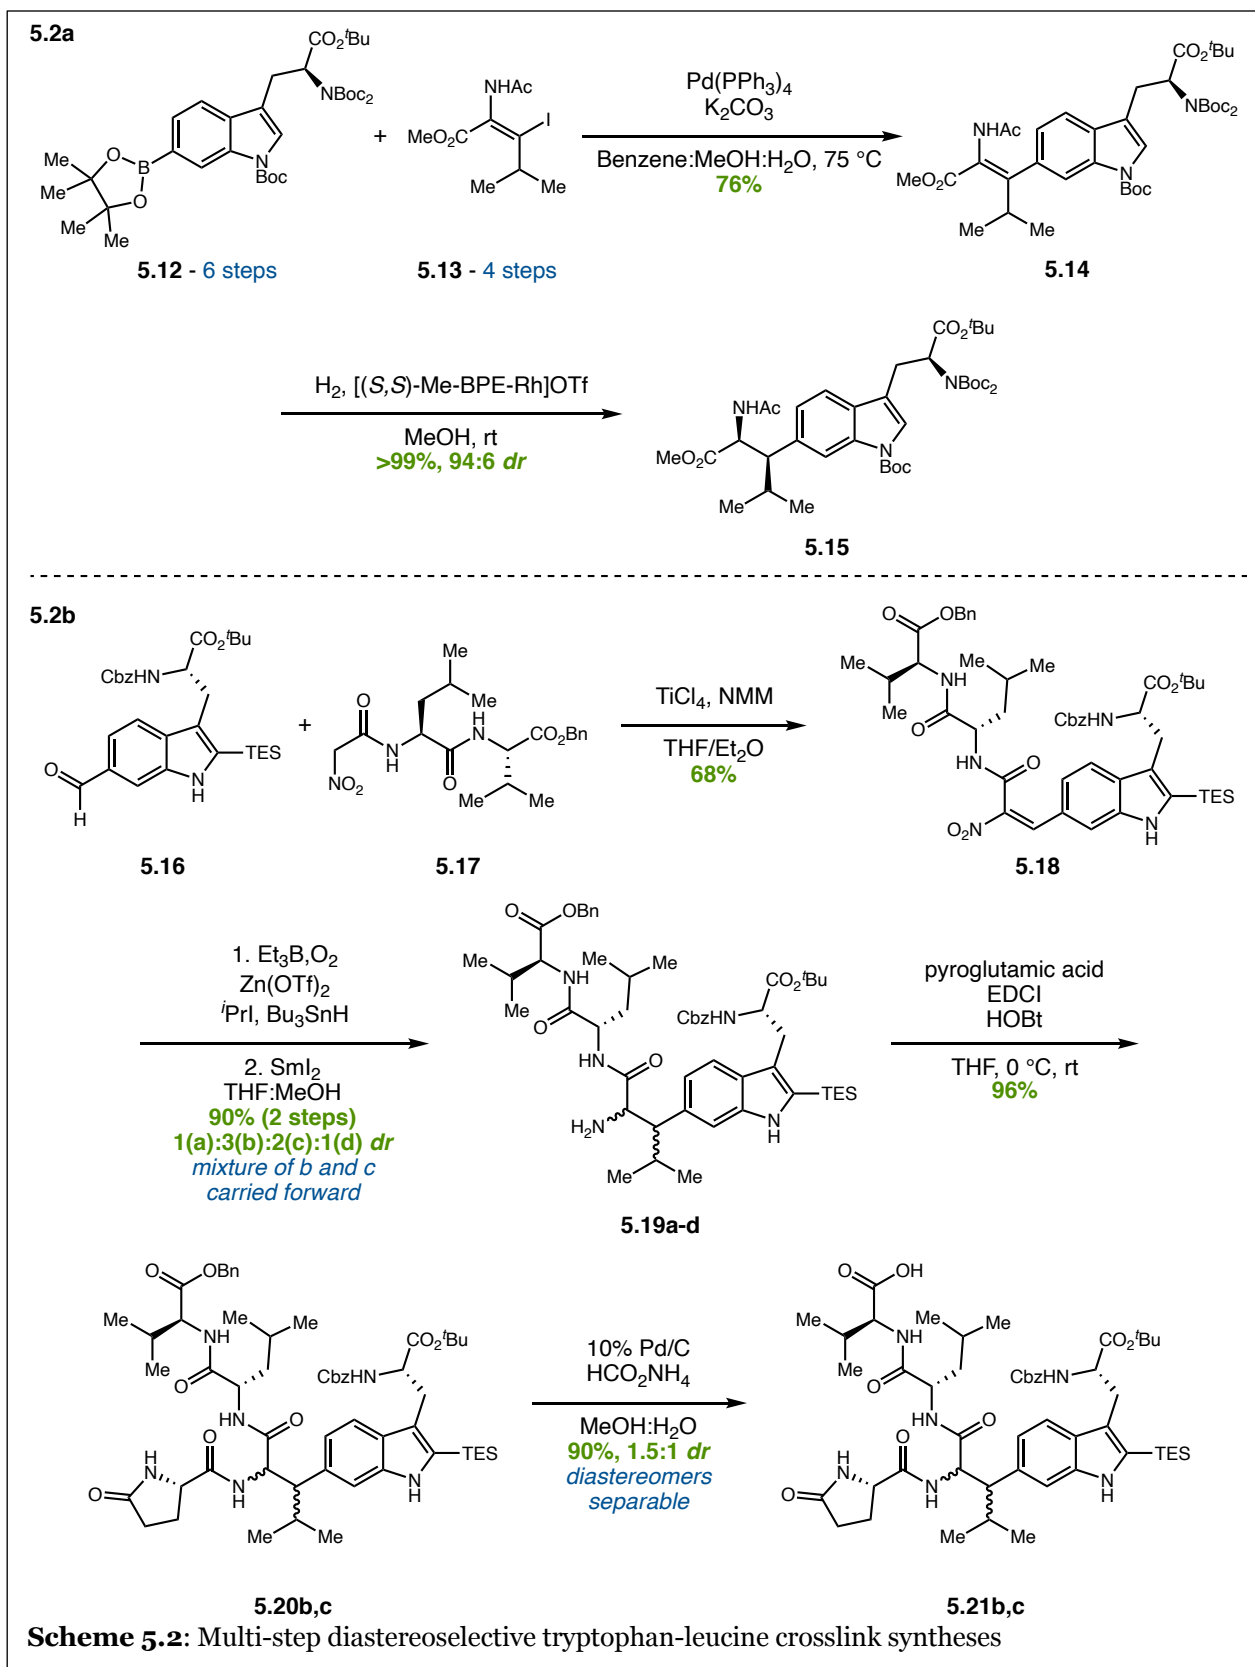 5.2a
CO₂ᵗBu
NBoc₂
N
Boc
B
O
O
Me
Me
Me
Me
5.12 - 6 steps
+
NHAc
MeO₂C
I
Me
Me
5.13 - 4 steps
Pd(PPh₃)₄
K₂CO₃
Benzene:MeOH:H₂O, 75 °C
76%
CO₂ᵗBu
NBoc₂
NHAc
MeO₂C
N
Boc
Me
Me
5.14
H₂, [(S,S)-Me-BPE-Rh]OTf
MeOH, rt
>99%, 94:6 dr
CO₂ᵗBu
NBoc₂
NHAc
MeO₂C
N
Boc
Me
Me
5.15
5.2b
CO₂ᵗBu
CbzHN
TES
N
H
O
H
5.16
+
Me
Me
O
N
H
NO₂
H
N
O
CO₂Bn
Me
Me
5.17
TiCl₄, NMM
THF/Et₂O
68%
O
OBn
Me
Me
NH
O
Me
Me
NH
O
O₂N
CbzHN
CO₂ᵗBu
TES
N
H
5.18
1. Et₃B,O₂
Zn(OTf)₂
ⁱPrI, Bu₃SnH
2. SmI₂
THF:MeOH
90% (2 steps)
1(a):3(b):2(c):1(d) dr
mixture of b and c
carried forward
O
OBn
Me
Me
NH
O
Me
Me
NH
O
H₂N
Me
Me
CbzHN
CO₂ᵗBu
TES
N
H
5.19a-d
pyroglutamic acid
EDCI
HOBt
THF, 0 °C, rt
96%
O
OBn
Me
Me
NH
O
Me
Me
NH
O
O
HN
H
N
O
Me
Me
CbzHN
CO₂ᵗBu
TES
N
H
5.20b,c
10% Pd/C
HCO₂NH₄
MeOH:H₂O
90%, 1.5:1 dr
diastereomers
separable
O
OH
Me
Me
NH
O
Me
Me
NH
O
O
HN
H
N
O
Me
Me
CbzHN
CO₂ᵗBu
TES
N
H
5.21b,c
Scheme 5.2: Multi-step diastereoselective tryptophan-leucine crosslink syntheses